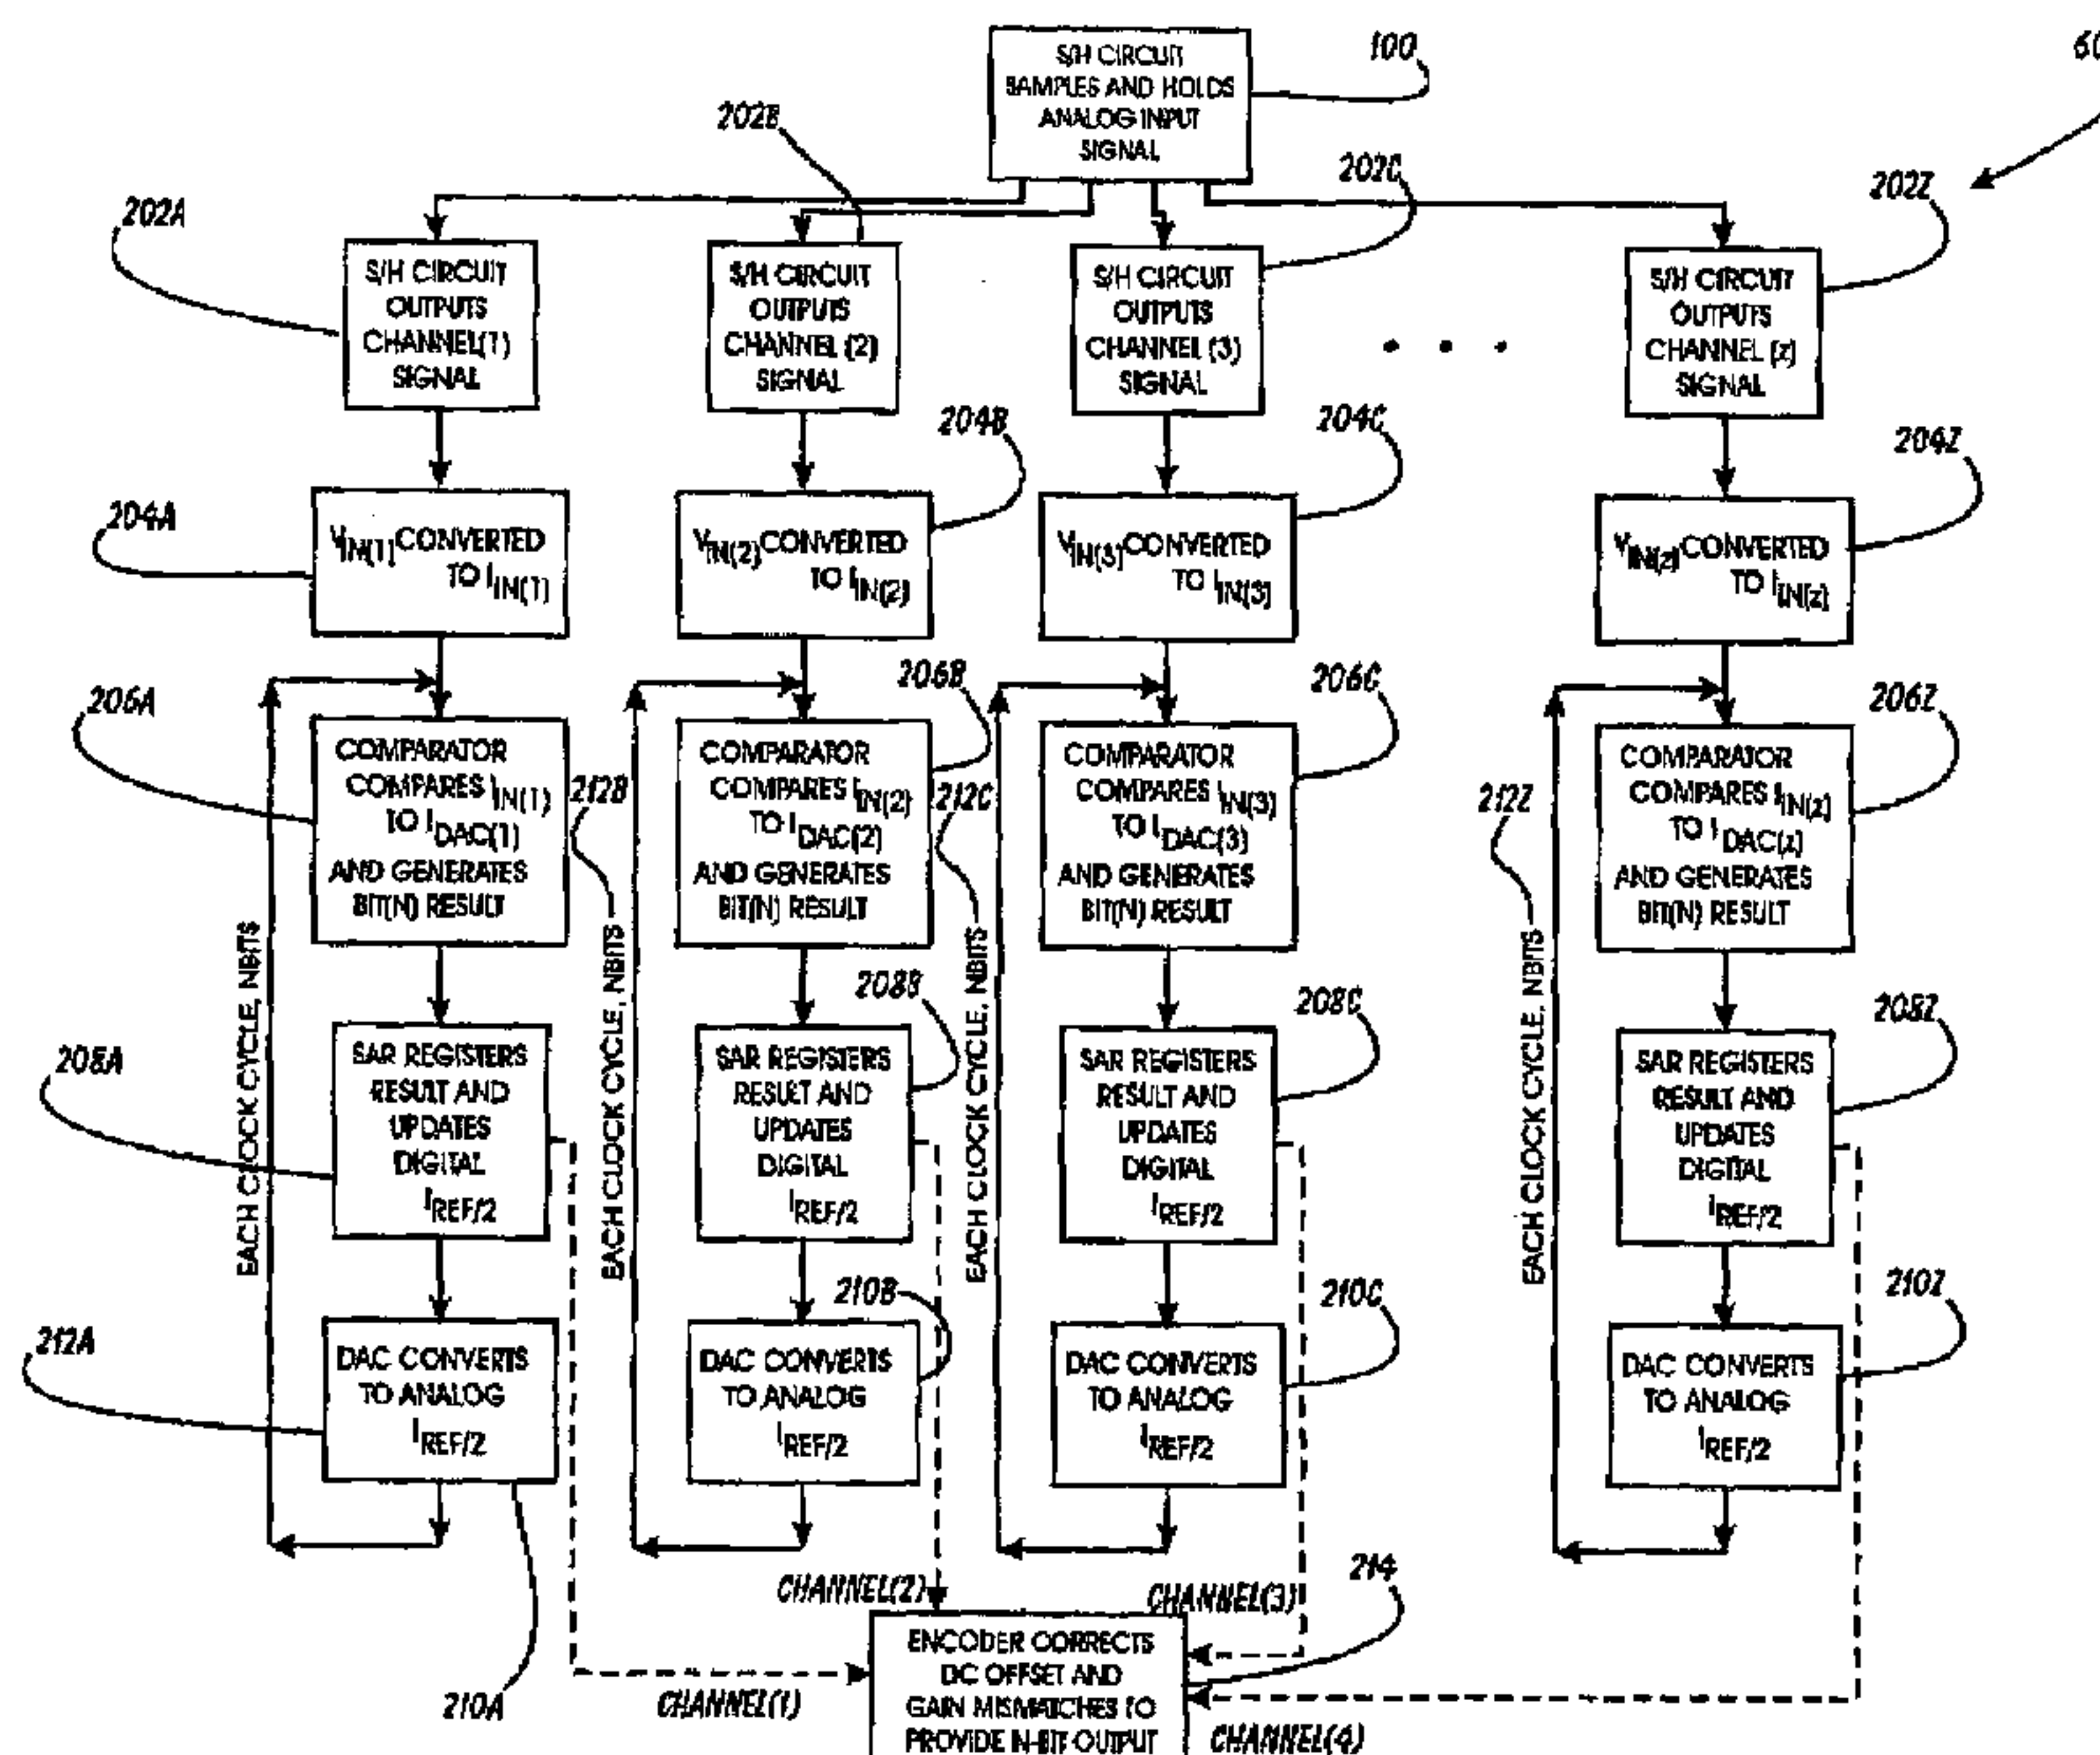 S/H CIRCUIT
SAMPLES AND HOLDS
ANALOG INPUT
SIGNAL
100
60
202A
202B
202C
202Z
S/H CIRCUIT
OUTPUTS
CHANNEL(1)
SIGNAL
S/H CIRCUIT
OUTPUTS
CHANNEL(2)
SIGNAL
S/H CIRCUIT
OUTPUTS
CHANNEL(3)
SIGNAL
. . .
S/H CIRCUIT
OUTPUTS
CHANNEL(z)
SIGNAL
204A
204B
204C
204Z
VIN(1) CONVERTED
TO IIN(1)
VIN(2) CONVERTED
TO IIN(2)
VIN(3) CONVERTED
TO IIN(3)
VIN(z) CONVERTED
TO IIN(z)
206A
206B
206C
206Z
COMPARATOR
COMPARES IIN(1)
TO IDAC(1)
AND GENERATES
BIT(N) RESULT
COMPARATOR
COMPARES IIN(2)
TO IDAC(2)
AND GENERATES
BIT(N) RESULT
COMPARATOR
COMPARES IIN(3)
TO IDAC(3)
AND GENERATES
BIT(N) RESULT
COMPARATOR
COMPARES IIN(z)
TO IDAC(z)
AND GENERATES
BIT(N) RESULT
212B
212C
212Z
EACH CLOCK CYCLE, NBITS
EACH CLOCK CYCLE, NBITS
EACH CLOCK CYCLE, NBITS
EACH CLOCK CYCLE, NBITS
208A
208B
208C
208Z
SAR REGISTERS
RESULT AND
UPDATES
DIGITAL
IREF/2
SAR REGISTERS
RESULT AND
UPDATES
DIGITAL
IREF/2
SAR REGISTERS
RESULT AND
UPDATES
DIGITAL
IREF/2
SAR REGISTERS
RESULT AND
UPDATES
DIGITAL
IREF/2
212A
210B
210C
210Z
DAC CONVERTS
TO ANALOG
IREF/2
DAC CONVERTS
TO ANALOG
IREF/2
DAC CONVERTS
TO ANALOG
IREF/2
DAC CONVERTS
TO ANALOG
IREF/2
210A
CHANNEL(1)
CHANNEL(2)
CHANNEL(3)
214
CHANNEL(4)
ENCODER CORRECTS
DC OFFSET AND
GAIN MISMATCHES TO
PROVIDE N-BIT OUTPUT